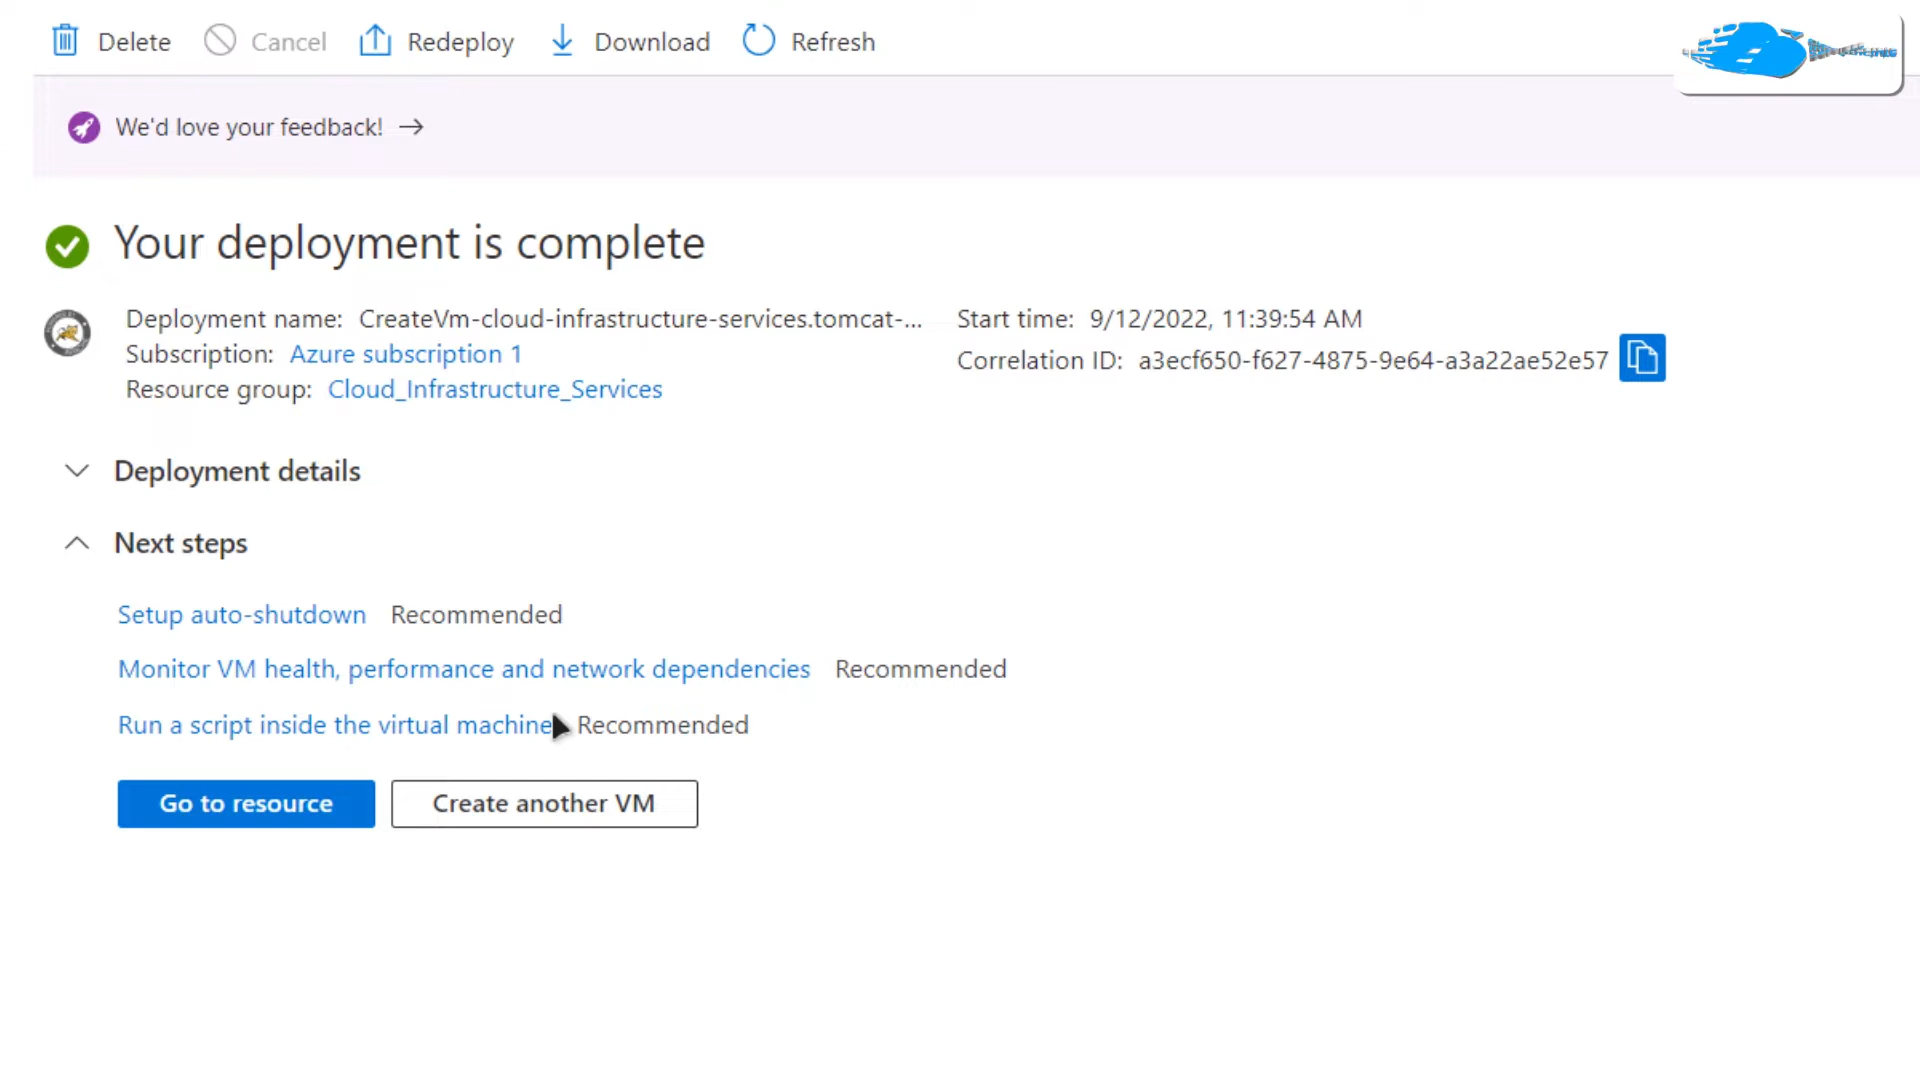 Delete Cancel Redeploy Download Refresh
We'd love your feedback!
Your deployment is complete
Deployment name: CreateVm-cloud-infrastructure-services.tomcat-...
Subscription: Azure subscription 1
Resource group: Cloud_Infrastructure_Services
Start time: 9/12/2022, 11:39:54 AM
Correlation ID: a3ecf650-f627-4875-9e64-a3a22ae52e57
Deployment details
Next steps
Setup auto-shutdown Recommended
Monitor VM health, performance and network dependencies Recommended
Run a script inside the virtual machine Recommended
Go to resource Create another VM